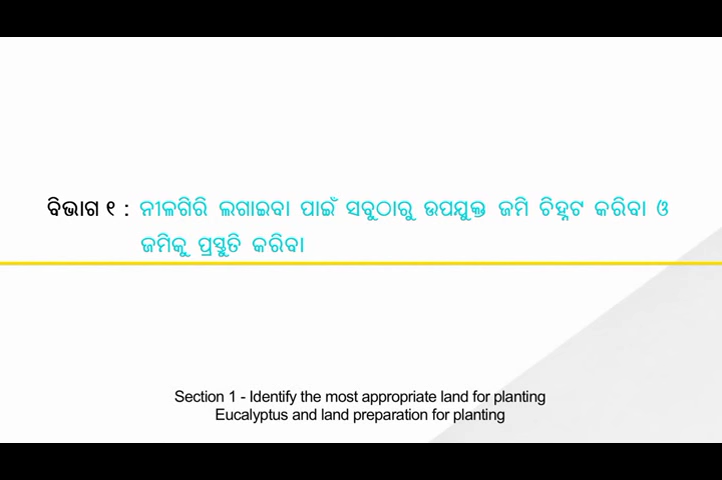 ବିଭାଗ ୧ : ନୀଳଗିରି ଲଗାଇବା ପାଇଁ ସବୁଠାରୁ ଉପଯୁକ୍ତ ଜମି ଚିହ୍ନଟ କରିବା ଓ
ଜମିକୁ ପ୍ରସ୍ତୁତି କରିବା
Section 1 - Identify the most appropriate land for planting
Eucalyptus and land preparation for planting